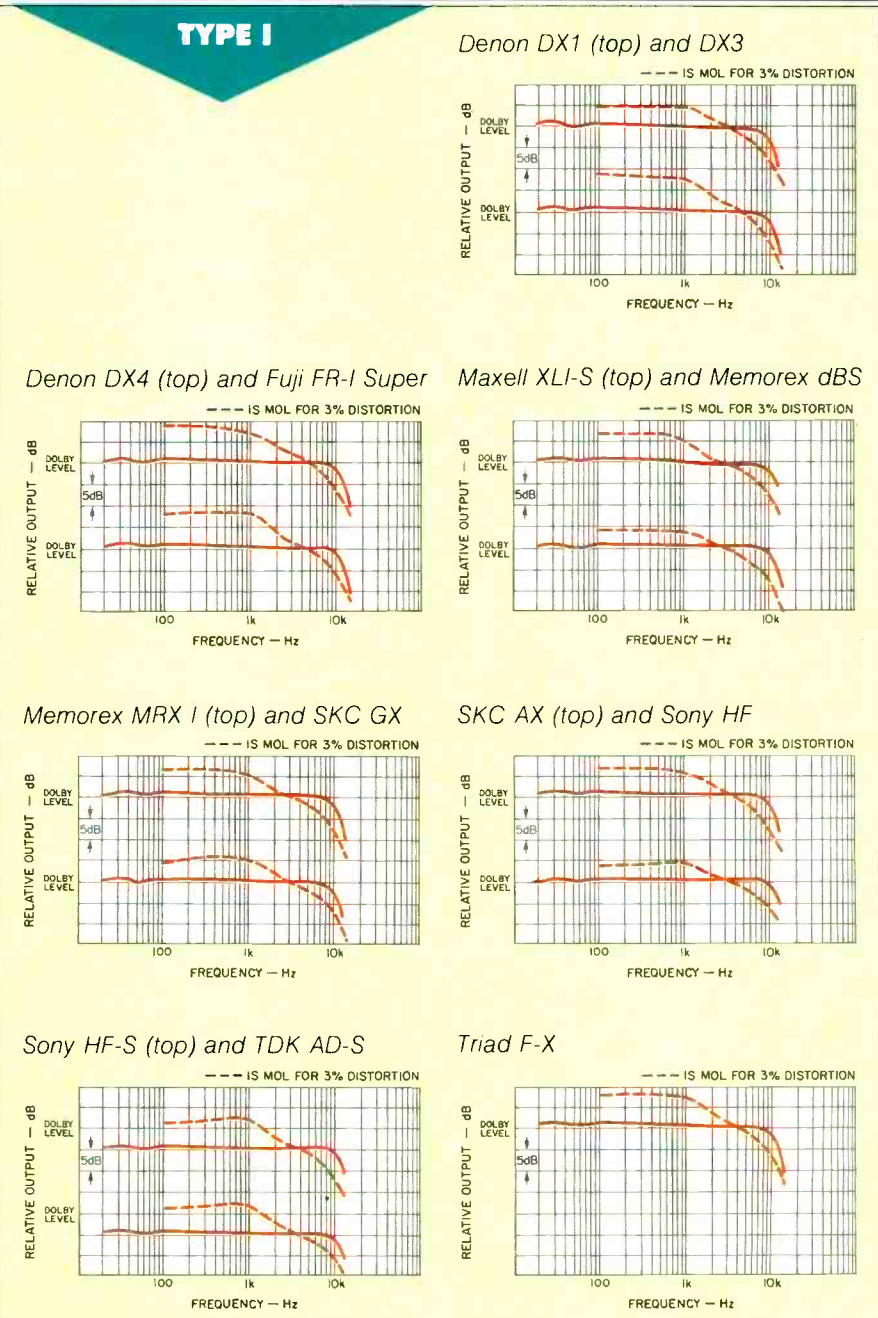 TYPE I
Denon DX1 (top) and DX3
--- IS MOL FOR 3% DISTORTION
RELATIVE OUTPUT — dB
DOLBY
LEVEL
5dB
DOLBY
LEVEL
100
1k
10k
FREQUENCY — Hz
Denon DX4 (top) and Fuji FR-I Super
--- IS MOL FOR 3% DISTORTION
RELATIVE OUTPUT — dB
DOLBY
LEVEL
5dB
DOLBY
LEVEL
100
1k
10k
FREQUENCY — Hz
Maxell XLI-S (top) and Memorex dBS
--- IS MOL FOR 3% DISTORTION
RELATIVE OUTPUT — dB
DOLBY
LEVEL
5dB
DOLBY
LEVEL
100
1k
10k
FREQUENCY — Hz
Memorex MRX I (top) and SKC GX
--- IS MOL FOR 3% DISTORTION
RELATIVE OUTPUT — dB
DOLBY
LEVEL
5dB
DOLBY
LEVEL
100
1k
10k
FREQUENCY — Hz
SKC AX (top) and Sony HF
--- IS MOL FOR 3% DISTORTION
RELATIVE OUTPUT — dB
DOLBY
LEVEL
5dB
DOLBY
LEVEL
100
1k
10k
FREQUENCY — Hz
Sony HF-S (top) and TDK AD-S
--- IS MOL FOR 3% DISTORTION
RELATIVE OUTPUT — dB
DOLBY
LEVEL
5dB
DOLBY
LEVEL
100
1k
10k
FREQUENCY — Hz
Triad F-X
--- IS MOL FOR 3% DISTORTION
RELATIVE OUTPUT — dB
DOLBY
LEVEL
5dB
100
1k
10k
FREQUENCY — Hz